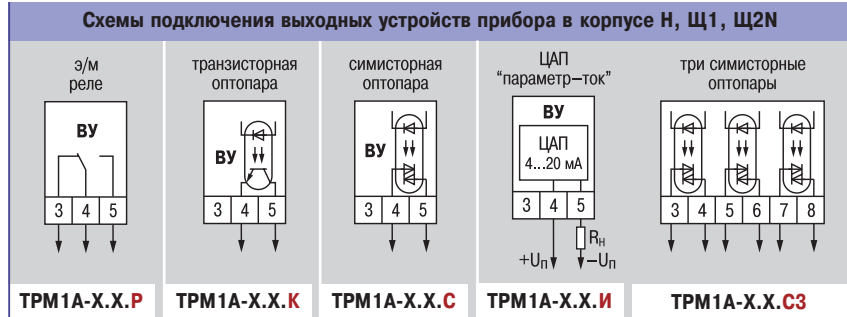 Схемы подключения выходных устройств прибора в корпусе Н, Щ1, Щ2N
э/м
реле
ВУ
3 4 5
ТРМ1А-Х.Х.Р
транзисторная
оптопара
ВУ
3 4 5
ТРМ1А-Х.Х.К
симисторная
оптопара
ВУ
3 4 5
ТРМ1А-Х.Х.С
ЦАП
“параметр–ток”
ВУ
ЦАП
4...20 мА
3 4 5
Rн
+Uп –Uп
ТРМ1А-Х.Х.И
три симисторные
оптопары
3 4 5 6 7 8
ТРМ1А-Х.Х.С3